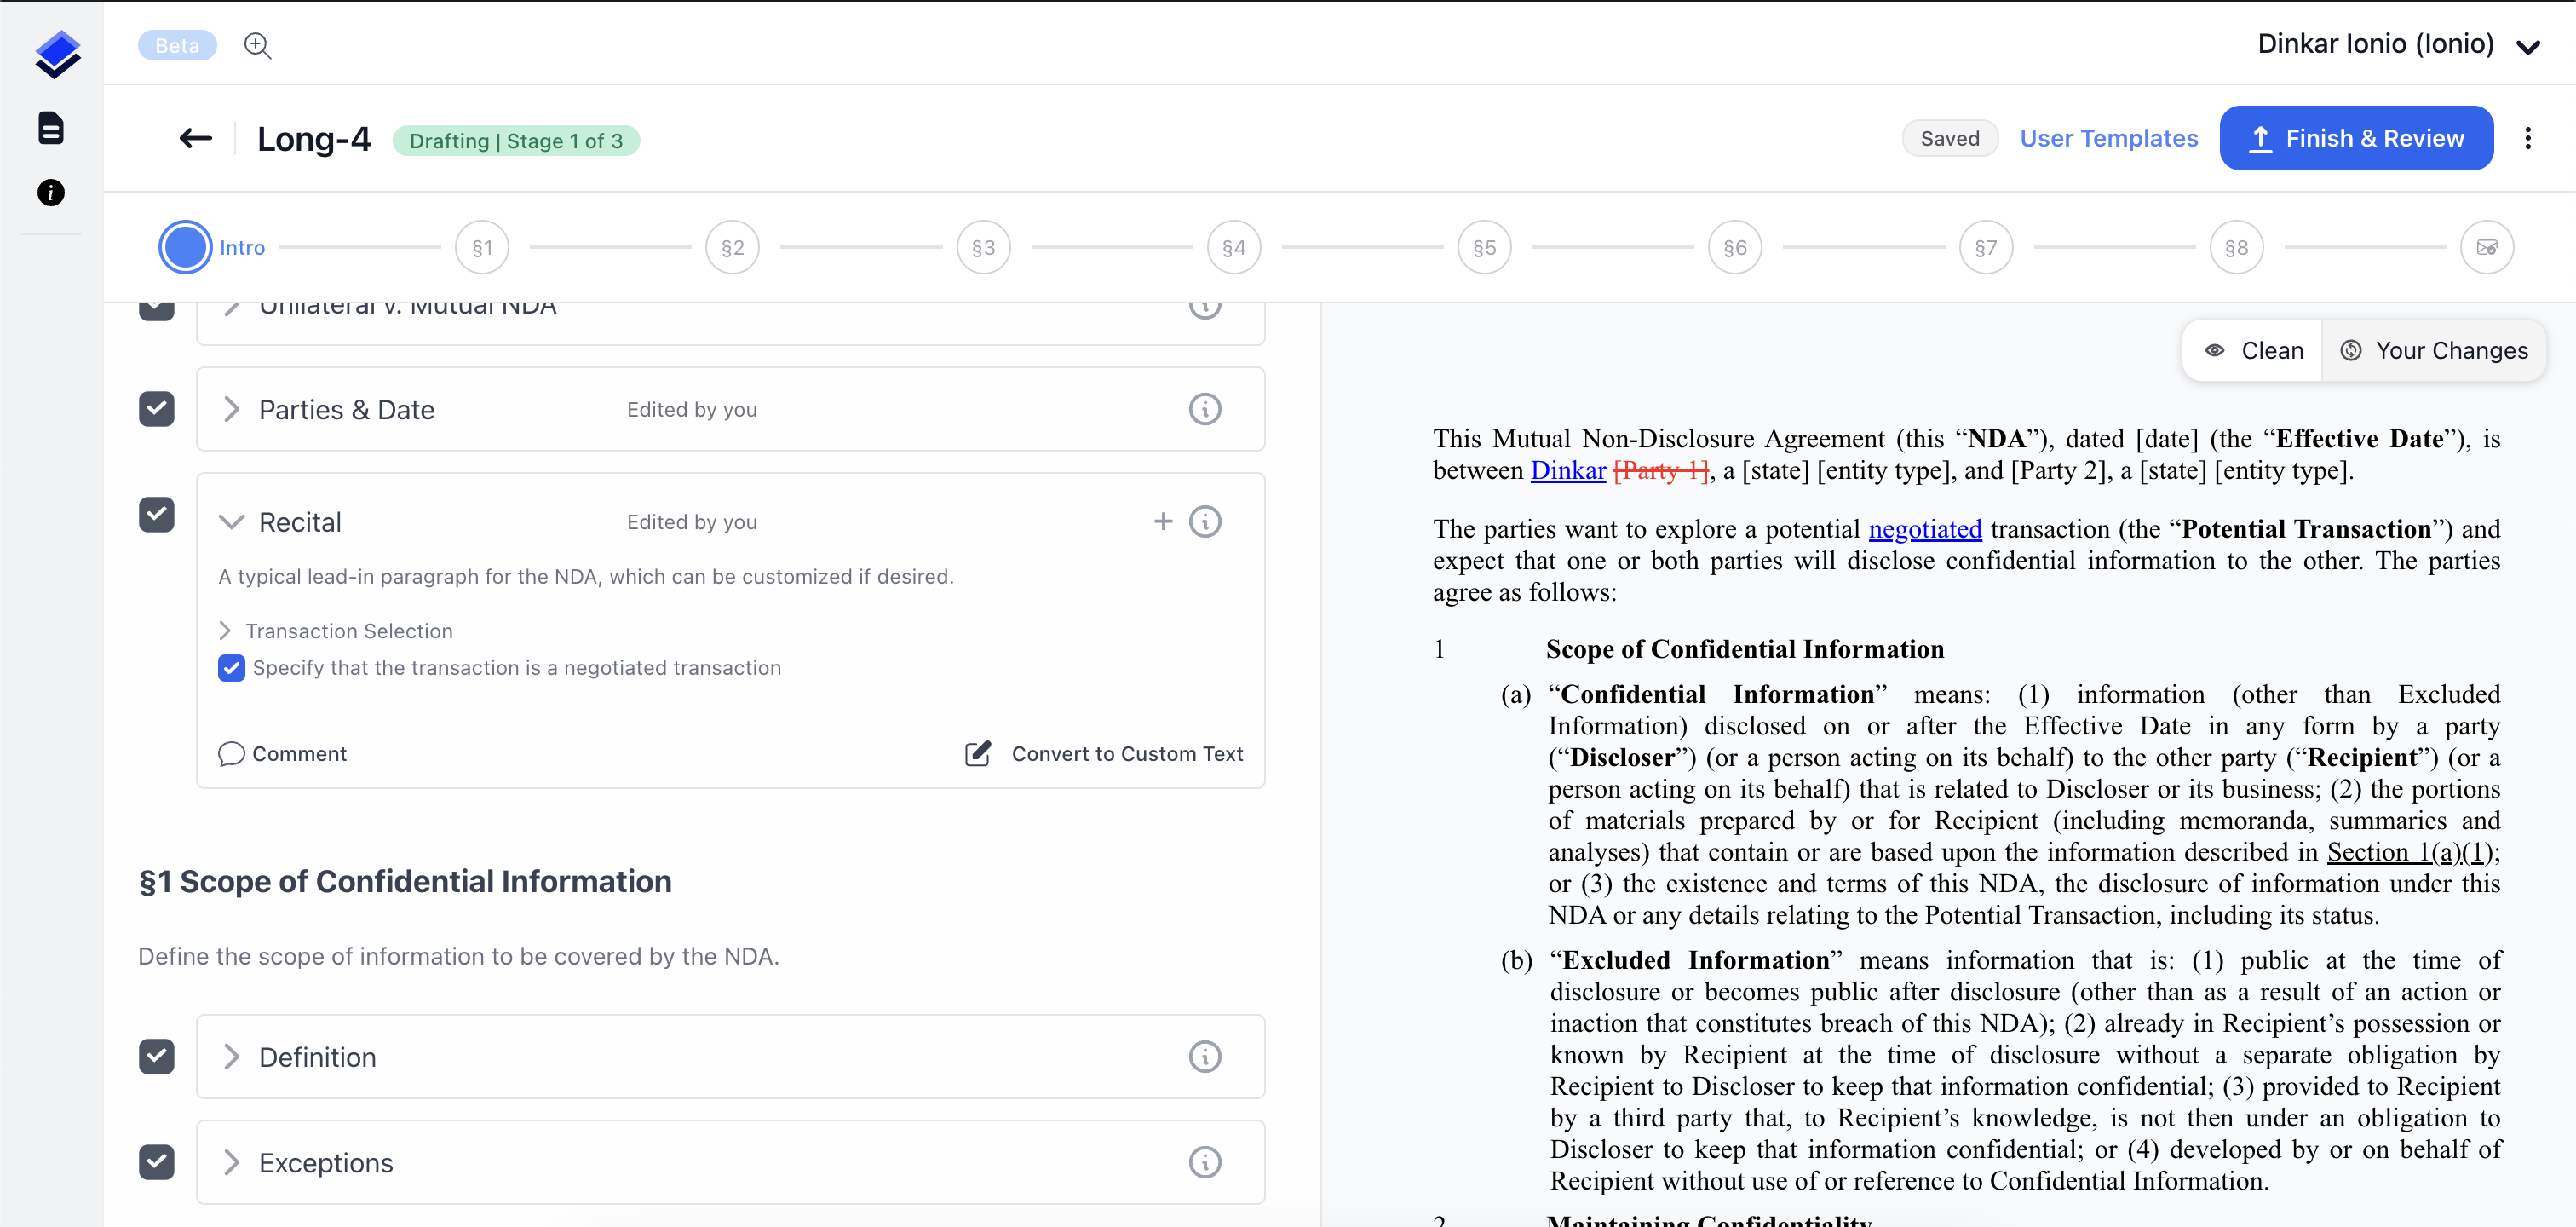 Beta
Dinkar Ionio (Ionio)
Long-4
Drafting | Stage 1 of 3
Saved
User Templates
Finish & Review
Intro
§1
§2
§3
§4
§5
§6
§7
§8
Unilateral v. Mutual NDA
Parties & Date
Edited by you
Recital
Edited by you
A typical lead-in paragraph for the NDA, which can be customized if desired.
Transaction Selection
Specify that the transaction is a negotiated transaction
Comment
Convert to Custom Text
§1 Scope of Confidential Information
Define the scope of information to be covered by the NDA.
Definition
Exceptions
Clean
Your Changes
This Mutual Non-Disclosure Agreement (this “NDA”), dated [date] (the “Effective Date”), is
between Dinkar [Party 1], a [state] [entity type], and [Party 2], a [state] [entity type].
The parties want to explore a potential negotiated transaction (the “Potential Transaction”) and
expect that one or both parties will disclose confidential information to the other. The parties
agree as follows:
1 Scope of Confidential Information
(a) “Confidential Information” means: (1) information (other than Excluded
Information) disclosed on or after the Effective Date in any form by a party
(“Discloser”) (or a person acting on its behalf) to the other party (“Recipient”) (or a
person acting on its behalf) that is related to Discloser or its business; (2) the portions
of materials prepared by or for Recipient (including memoranda, summaries and
analyses) that contain or are based upon the information described in Section 1(a)(1);
or (3) the existence and terms of this NDA, the disclosure of information under this
NDA or any details relating to the Potential Transaction, including its status.
(b) “Excluded Information” means information that is: (1) public at the time of
disclosure or becomes public after disclosure (other than as a result of an action or
inaction that constitutes breach of this NDA); (2) already in Recipient’s possession or
known by Recipient at the time of disclosure without a separate obligation by
Recipient to Discloser to keep that information confidential; (3) provided to Recipient
by a third party that, to Recipient’s knowledge, is not then under an obligation to
Discloser to keep that information confidential; or (4) developed by or on behalf of
Recipient without use of or reference to Confidential Information.
2 Maintaining Confidentiality